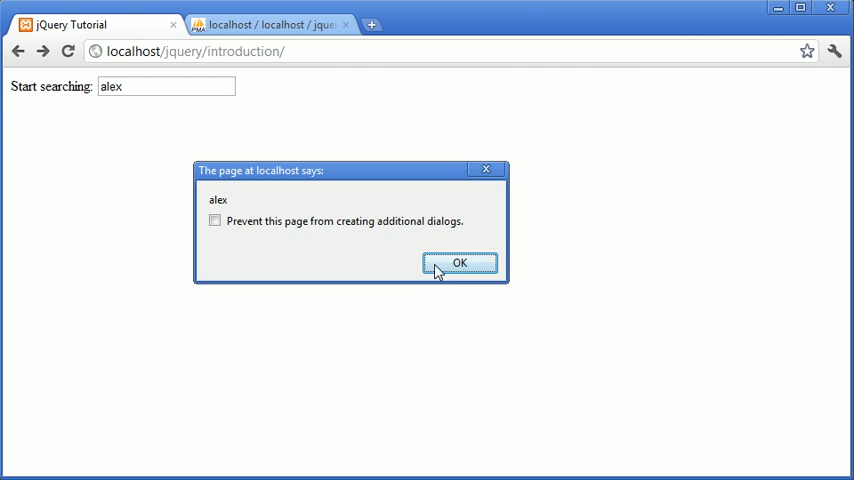 jQuery Tutorial
localhost / localhost / jque
localhost/jquery/introduction/
Start searching: alex
The page at localhost says:
alex
Prevent this page from creating additional dialogs.
OK